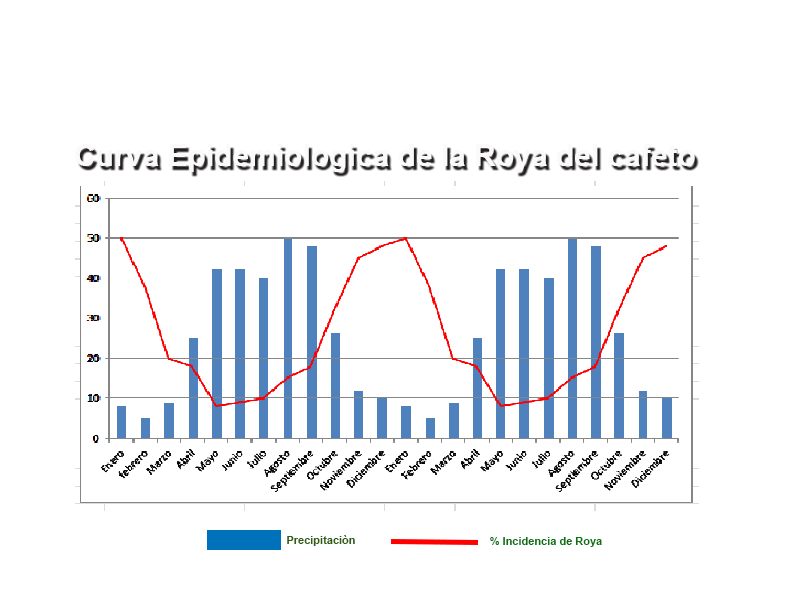 Curva Epidemiologica de la Roya del cafeto
60
50
40
30
20
10
0
Enero
febrero
Marzo
Abril
Mayo
Junio
Julio
Agosto
Septiembre
Octubre
Noviembre
Diciembre
Enero
Febrero
Marzo
Abril
Mayo
Junio
Julio
Agosto
Septiembre
Octubre
Noviembre
Diciembre
Precipitaciòn
% Incidencia de Roya